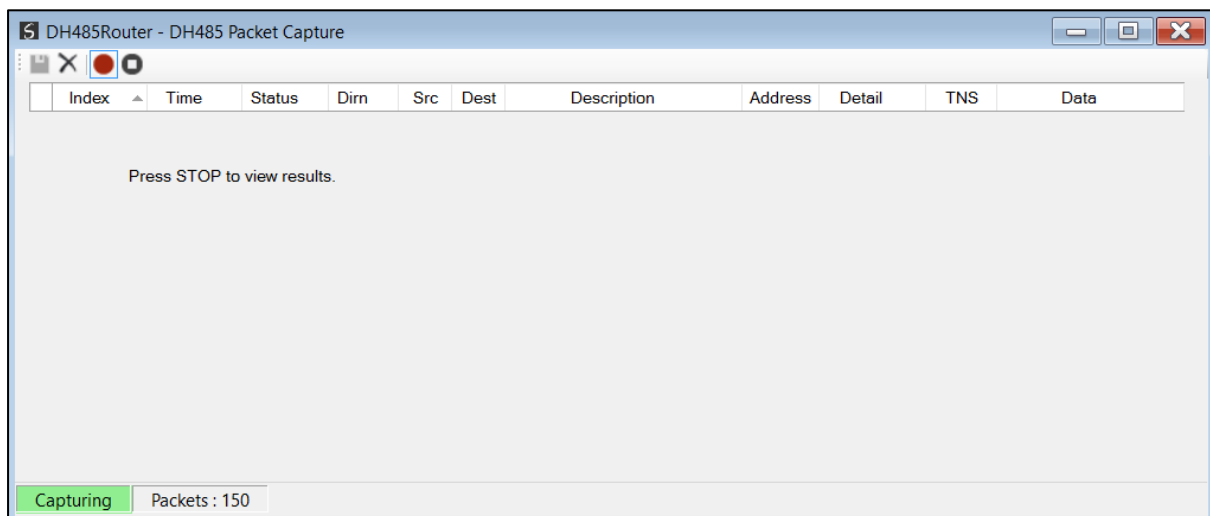 DH485Router - DH485 Packet Capture
Index Time Status Dirn Src Dest Description Address Detail TNS Data
Press STOP to view results.
Capturing Packets : 150